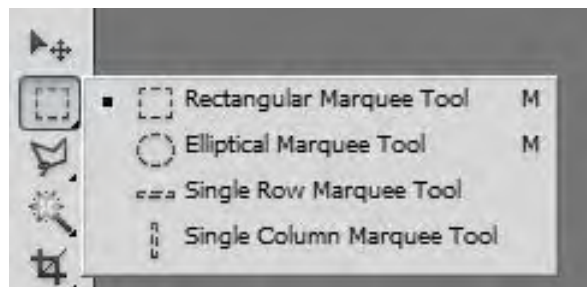 Rectangular Marquee Tool M
Elliptical Marquee Tool M
Single Row Marquee Tool
Single Column Marquee Tool